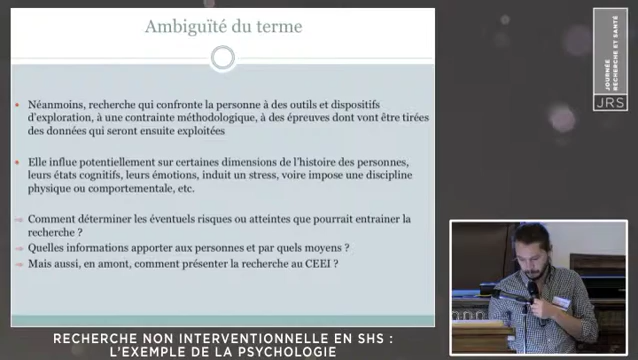 Ambiguïté du terme
Néanmoins, recherche qui confronte la personne à des outils et dispositifs
d'exploration, à une contrainte méthodologique, à des épreuves dont vont être tirées
des données qui seront ensuite exploitées
Elle influe potentiellement sur certaines dimensions de l'histoire des personnes,
leurs états cognitifs, leurs émotions, induit un stress, voire impose une discipline
physique ou comportementale, etc.
Comment déterminer les éventuels risques ou atteintes que pourrait entrainer la
recherche ?
Quelles informations apporter aux personnes et par quels moyens ?
Mais aussi, en amont, comment présenter la recherche au CEEI ?
JOURNÉE
RECHERCHE ET SANTÉ
JRS
RECHERCHE NON INTERVENTIONNELLE EN SHS :
L'EXEMPLE DE LA PSYCHOLOGIE